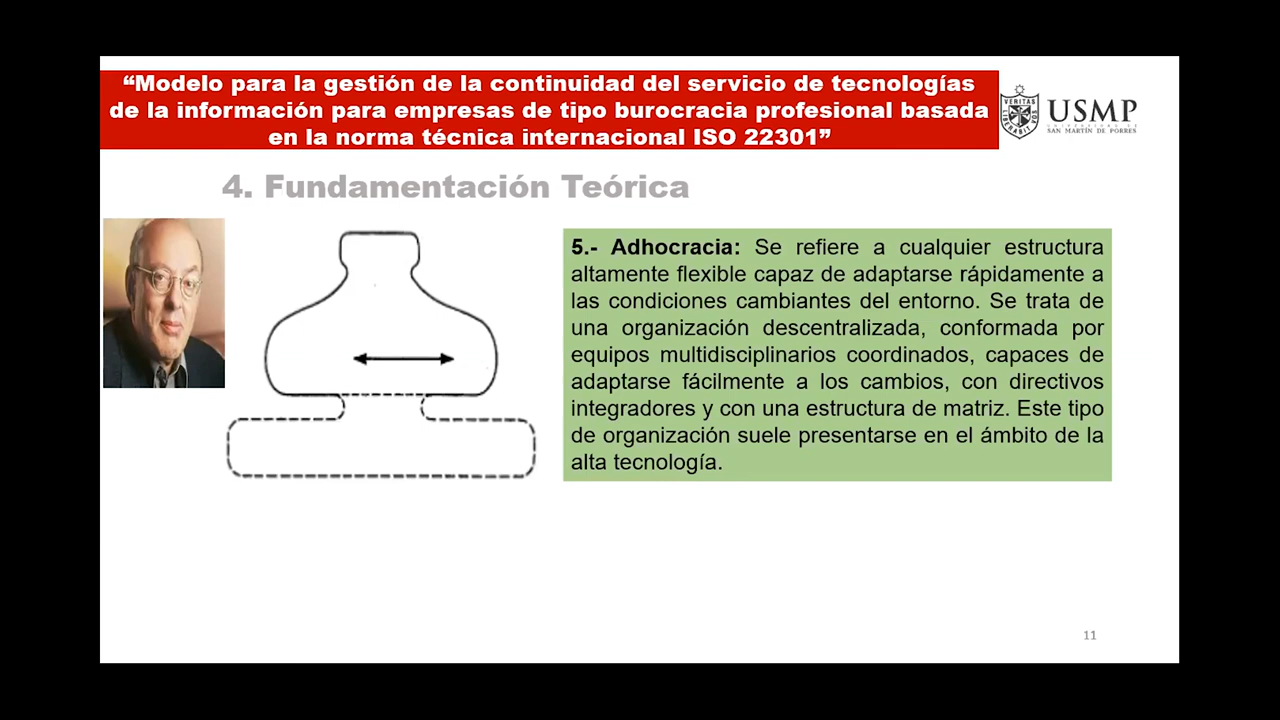 “Modelo para la gestión de la continuidad del servicio de tecnologías
de la información para empresas de tipo burocracia profesional basada
en la norma técnica internacional ISO 22301”
VERITAS
LIBERABIT VOS
USMP
UNIVERSIDAD DE
SAN MARTIN DE PORRES
4. Fundamentación Teórica
5.- Adhocracia: Se refiere a cualquier estructura
altamente flexible capaz de adaptarse rápidamente a
las condiciones cambiantes del entorno. Se trata de
una organización descentralizada, conformada por
equipos multidisciplinarios coordinados, capaces de
adaptarse fácilmente a los cambios, con directivos
integradores y con una estructura de matriz. Este tipo
de organización suele presentarse en el ámbito de la
alta tecnología.
11